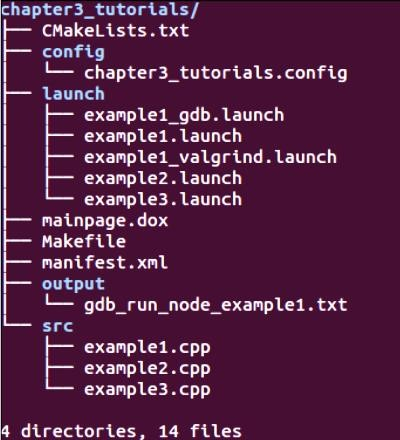 chapter3_tutorials/
├── CMakeLists.txt
├── config
│   └── chapter3_tutorials.config
├── launch
│   ├── example1_gdb.launch
│   ├── example1.launch
│   ├── example1_valgrind.launch
│   ├── example2.launch
│   └── example3.launch
├── mainpage.dox
├── Makefile
├── manifest.xml
├── output
│   └── gdb_run_node_example1.txt
└── src
    ├── example1.cpp
    ├── example2.cpp
    └── example3.cpp
4 directories, 14 files